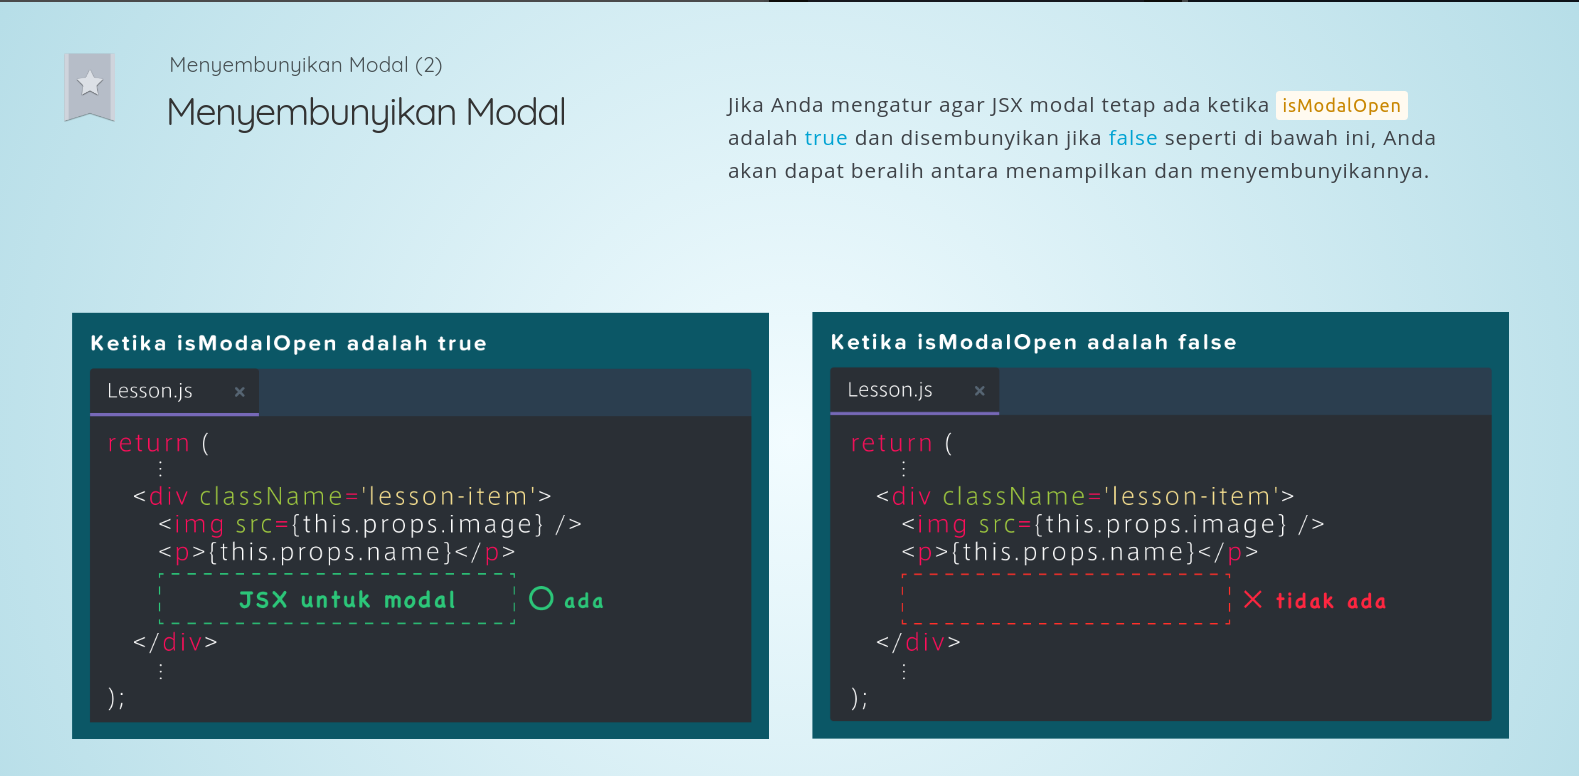 Menyembunyikan Modal (2)
Menyembunyikan Modal
Jika Anda mengatur agar JSX modal tetap ada ketika isModalOpen
adalah true dan disembunyikan jika false seperti di bawah ini, Anda
akan dapat beralih antara menampilkan dan menyembunyikannya.
Ketika isModalOpen adalah true
Lesson.js ×
return (
⋮
<div className='lesson-item'>
<img src={this.props.image} />
<p>{this.props.name}</p>
JSX untuk modal ada
</div>
⋮
);
Ketika isModalOpen adalah false
Lesson.js ×
return (
⋮
<div className='lesson-item'>
<img src={this.props.image} />
<p>{this.props.name}</p>
tidak ada
</div>
⋮
);